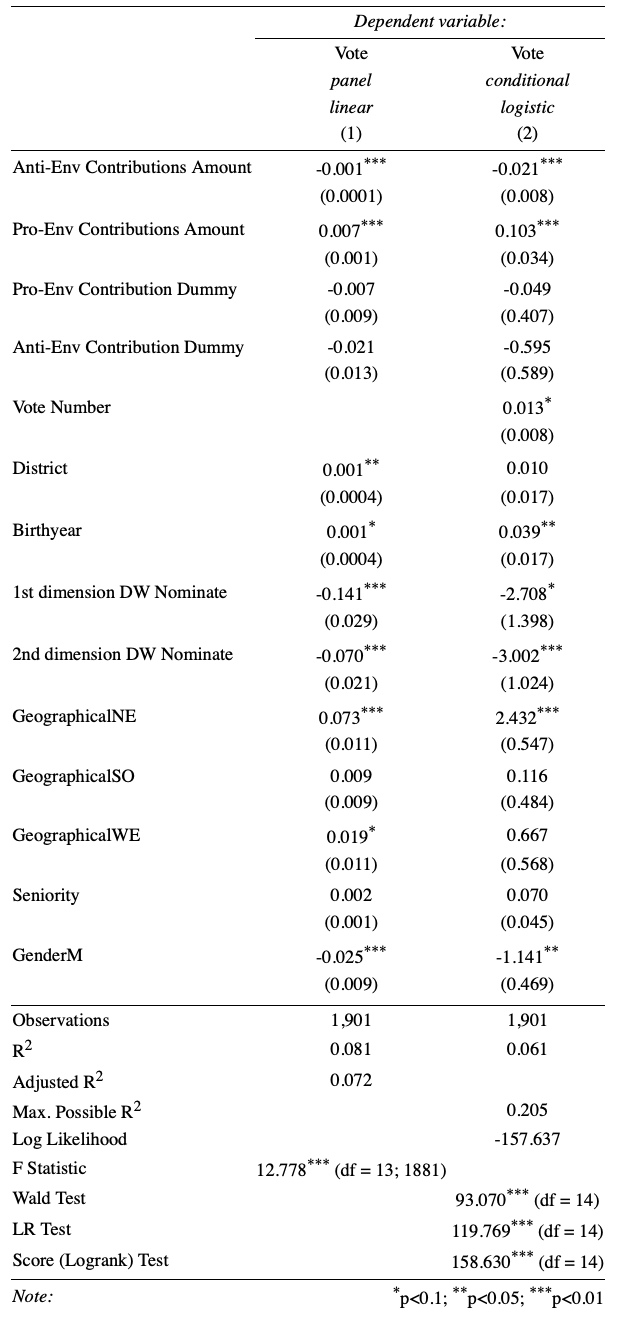 Dependent variable:
Vote Vote
panel conditional
linear logistic
(1) (2)
Anti-Env Contributions Amount -0.001*** -0.021***
(0.0001) (0.008)
Pro-Env Contributions Amount 0.007*** 0.103***
(0.001) (0.034)
Pro-Env Contribution Dummy -0.007 -0.049
(0.009) (0.407)
Anti-Env Contribution Dummy -0.021 -0.595
(0.013) (0.589)
Vote Number 0.013*
(0.008)
District 0.001** 0.010
(0.0004) (0.017)
Birthyear 0.001* 0.039**
(0.0004) (0.017)
1st dimension DW Nominate -0.141*** -2.708*
(0.029) (1.398)
2nd dimension DW Nominate -0.070*** -3.002***
(0.021) (1.024)
GeographicalNE 0.073*** 2.432***
(0.011) (0.547)
GeographicalSO 0.009 0.116
(0.009) (0.484)
GeographicalWE 0.019* 0.667
(0.011) (0.568)
Seniority 0.002 0.070
(0.001) (0.045)
GenderM -0.025*** -1.141**
(0.009) (0.469)
Observations 1,901 1,901
R2 0.081 0.061
Adjusted R2 0.072
Max. Possible R2 0.205
Log Likelihood -157.637
F Statistic 12.778*** (df = 13; 1881)
Wald Test 93.070*** (df = 14)
LR Test 119.769*** (df = 14)
Score (Logrank) Test 158.630*** (df = 14)
Note: *p<0.1; **p<0.05; ***p<0.01